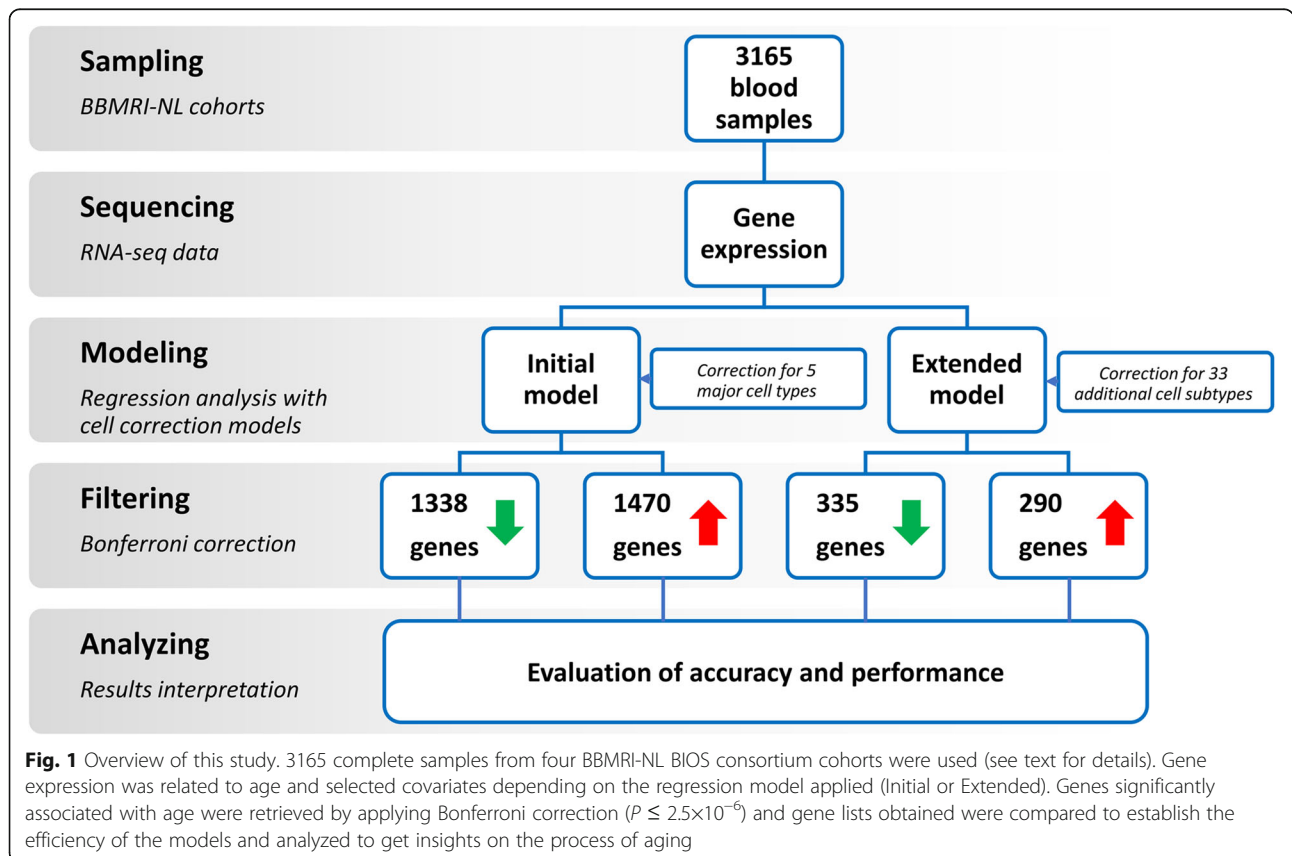 Sampling
BBMRI-NL cohorts
3165
blood
samples
Sequencing
RNA-seq data
Gene
expression
Modeling
Regression analysis with
cell correction models
Initial
model
Correction for 5
major cell types
Extended
model
Correction for 33
additional cell subtypes
Filtering
Bonferroni correction
1338
genes
1470
genes
335
genes
290
genes
Analyzing
Results interpretation
Evaluation of accuracy and performance
Fig. 1 Overview of this study. 3165 complete samples from four BBMRI-NL BIOS consortium cohorts were used (see text for details). Gene
expression was related to age and selected covariates depending on the regression model applied (Initial or Extended). Genes significantly
associated with age were retrieved by applying Bonferroni correction (P ≤ 2.5×10⁻⁶) and gene lists obtained were compared to establish the
efficiency of the models and analyzed to get insights on the process of aging